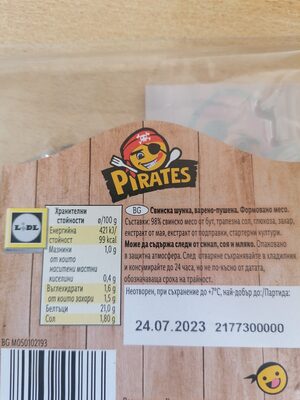 PIRATES
Хранителни
стойности ø/100 g
Енергийна 421 kJ/
стойност 99 kcal
Мазнини 1,0 g
от които
наситени мастни
киселини 0,4 g
Въглехидрати 1,6 g
от които захари 1,5 g
Белтъци 21,0 g
Сол 1,80 g
LIDL
BG M050102193
BG Свинска шунка, варено-пушена. Формовано месо.
Съставки: 98% свинско месо от бут, трапезна сол, глюкоза, захар,
екстракт от мая, екстракт от подправки, стартерни култури.
Може да съдържа следи от синап, соя и мляко. Опаковано
в защитна атмосфера. След отваряне съхранявайте в хладилник
и консумирайте до 24 часа, но не по-късно от датата,
обозначаваща срока на трайност.
Неотворен, при съхранение до +7°C, най-добър до:/Партида:
24.07.2023 2177300000